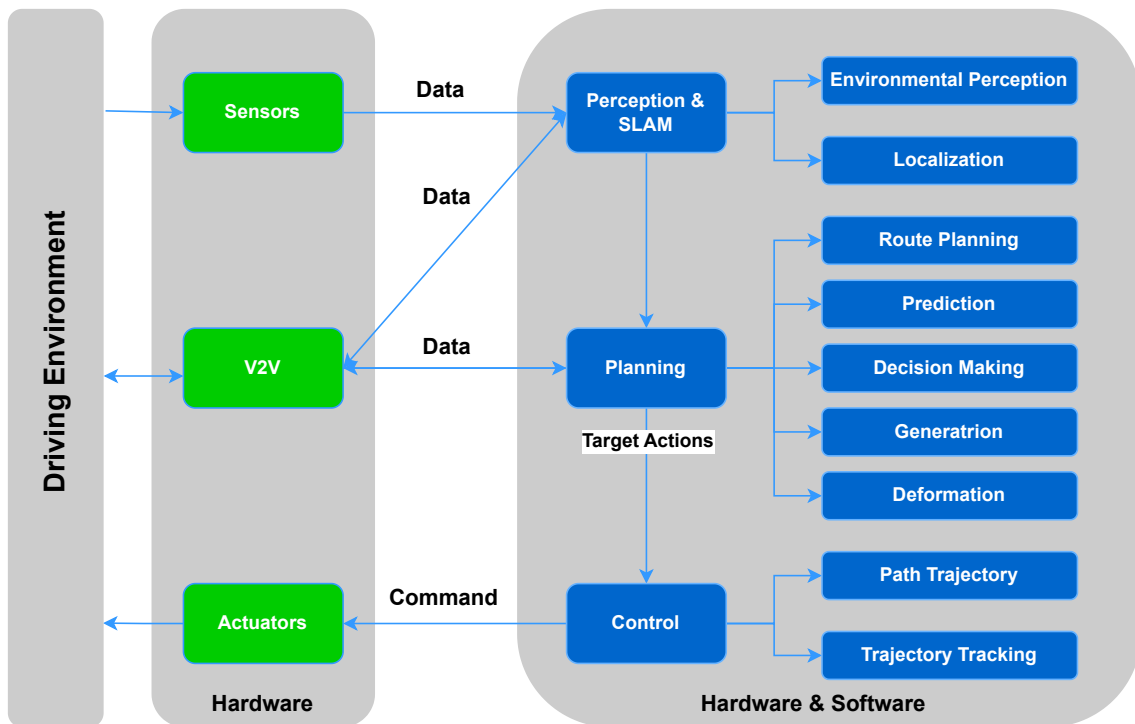 Driving Environment
Sensors
V2V
Actuators
Hardware
Data
Data
Data
Command
Perception &
SLAM
Planning
Target Actions
Control
Environmental Perception
Localization
Route Planning
Prediction
Decision Making
Generatrion
Deformation
Path Trajectory
Trajectory Tracking
Hardware & Software